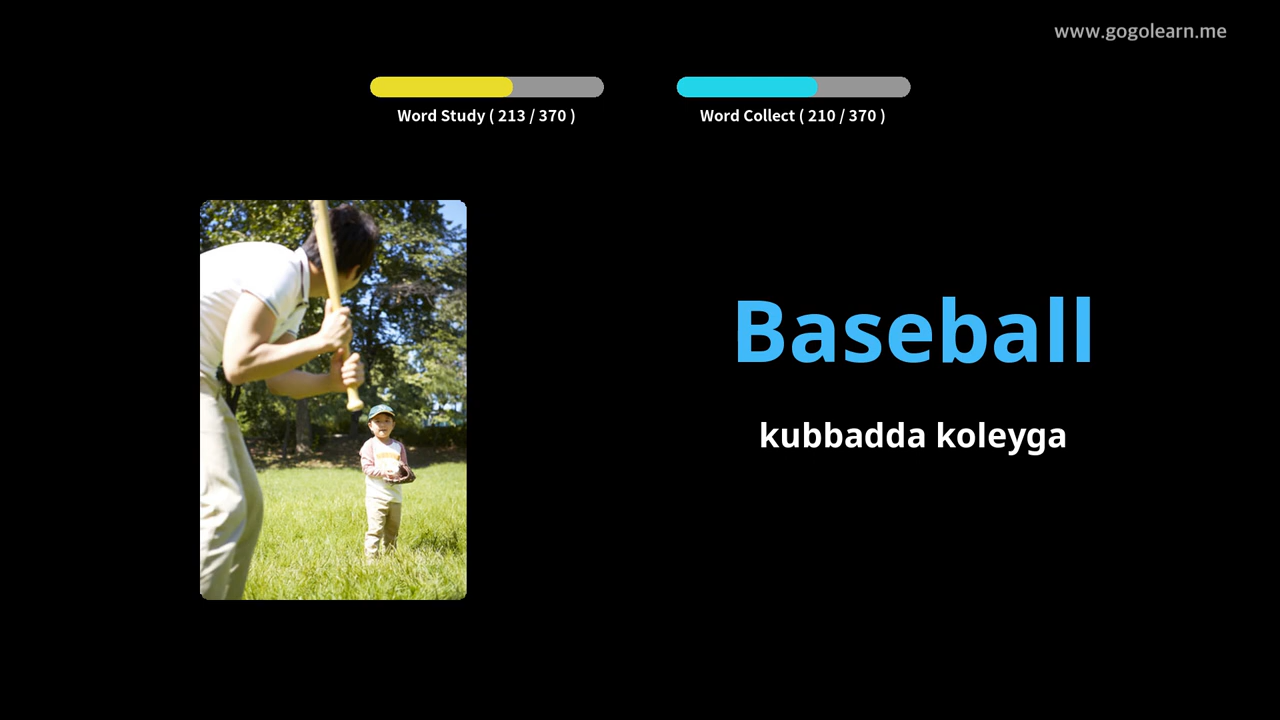 www.gogolearn.me
Word Study ( 213 / 370 )
Word Collect ( 210 / 370 )
Baseball
kubbadda koleyga